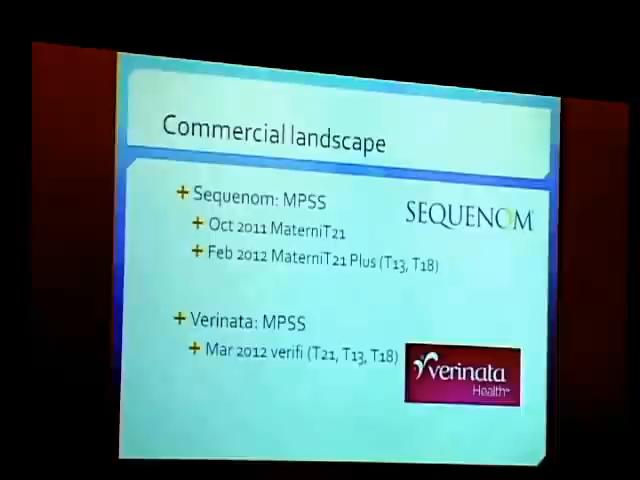 Commercial landscape
Sequenom: MPSS
SEQUENOM
Oct 2011 MaterniT21
Feb 2012 MaterniT21 Plus (T13, T18)
Verinata: MPSS
Mar 2012 verifi (T21, T13, T18)
verinata
Health